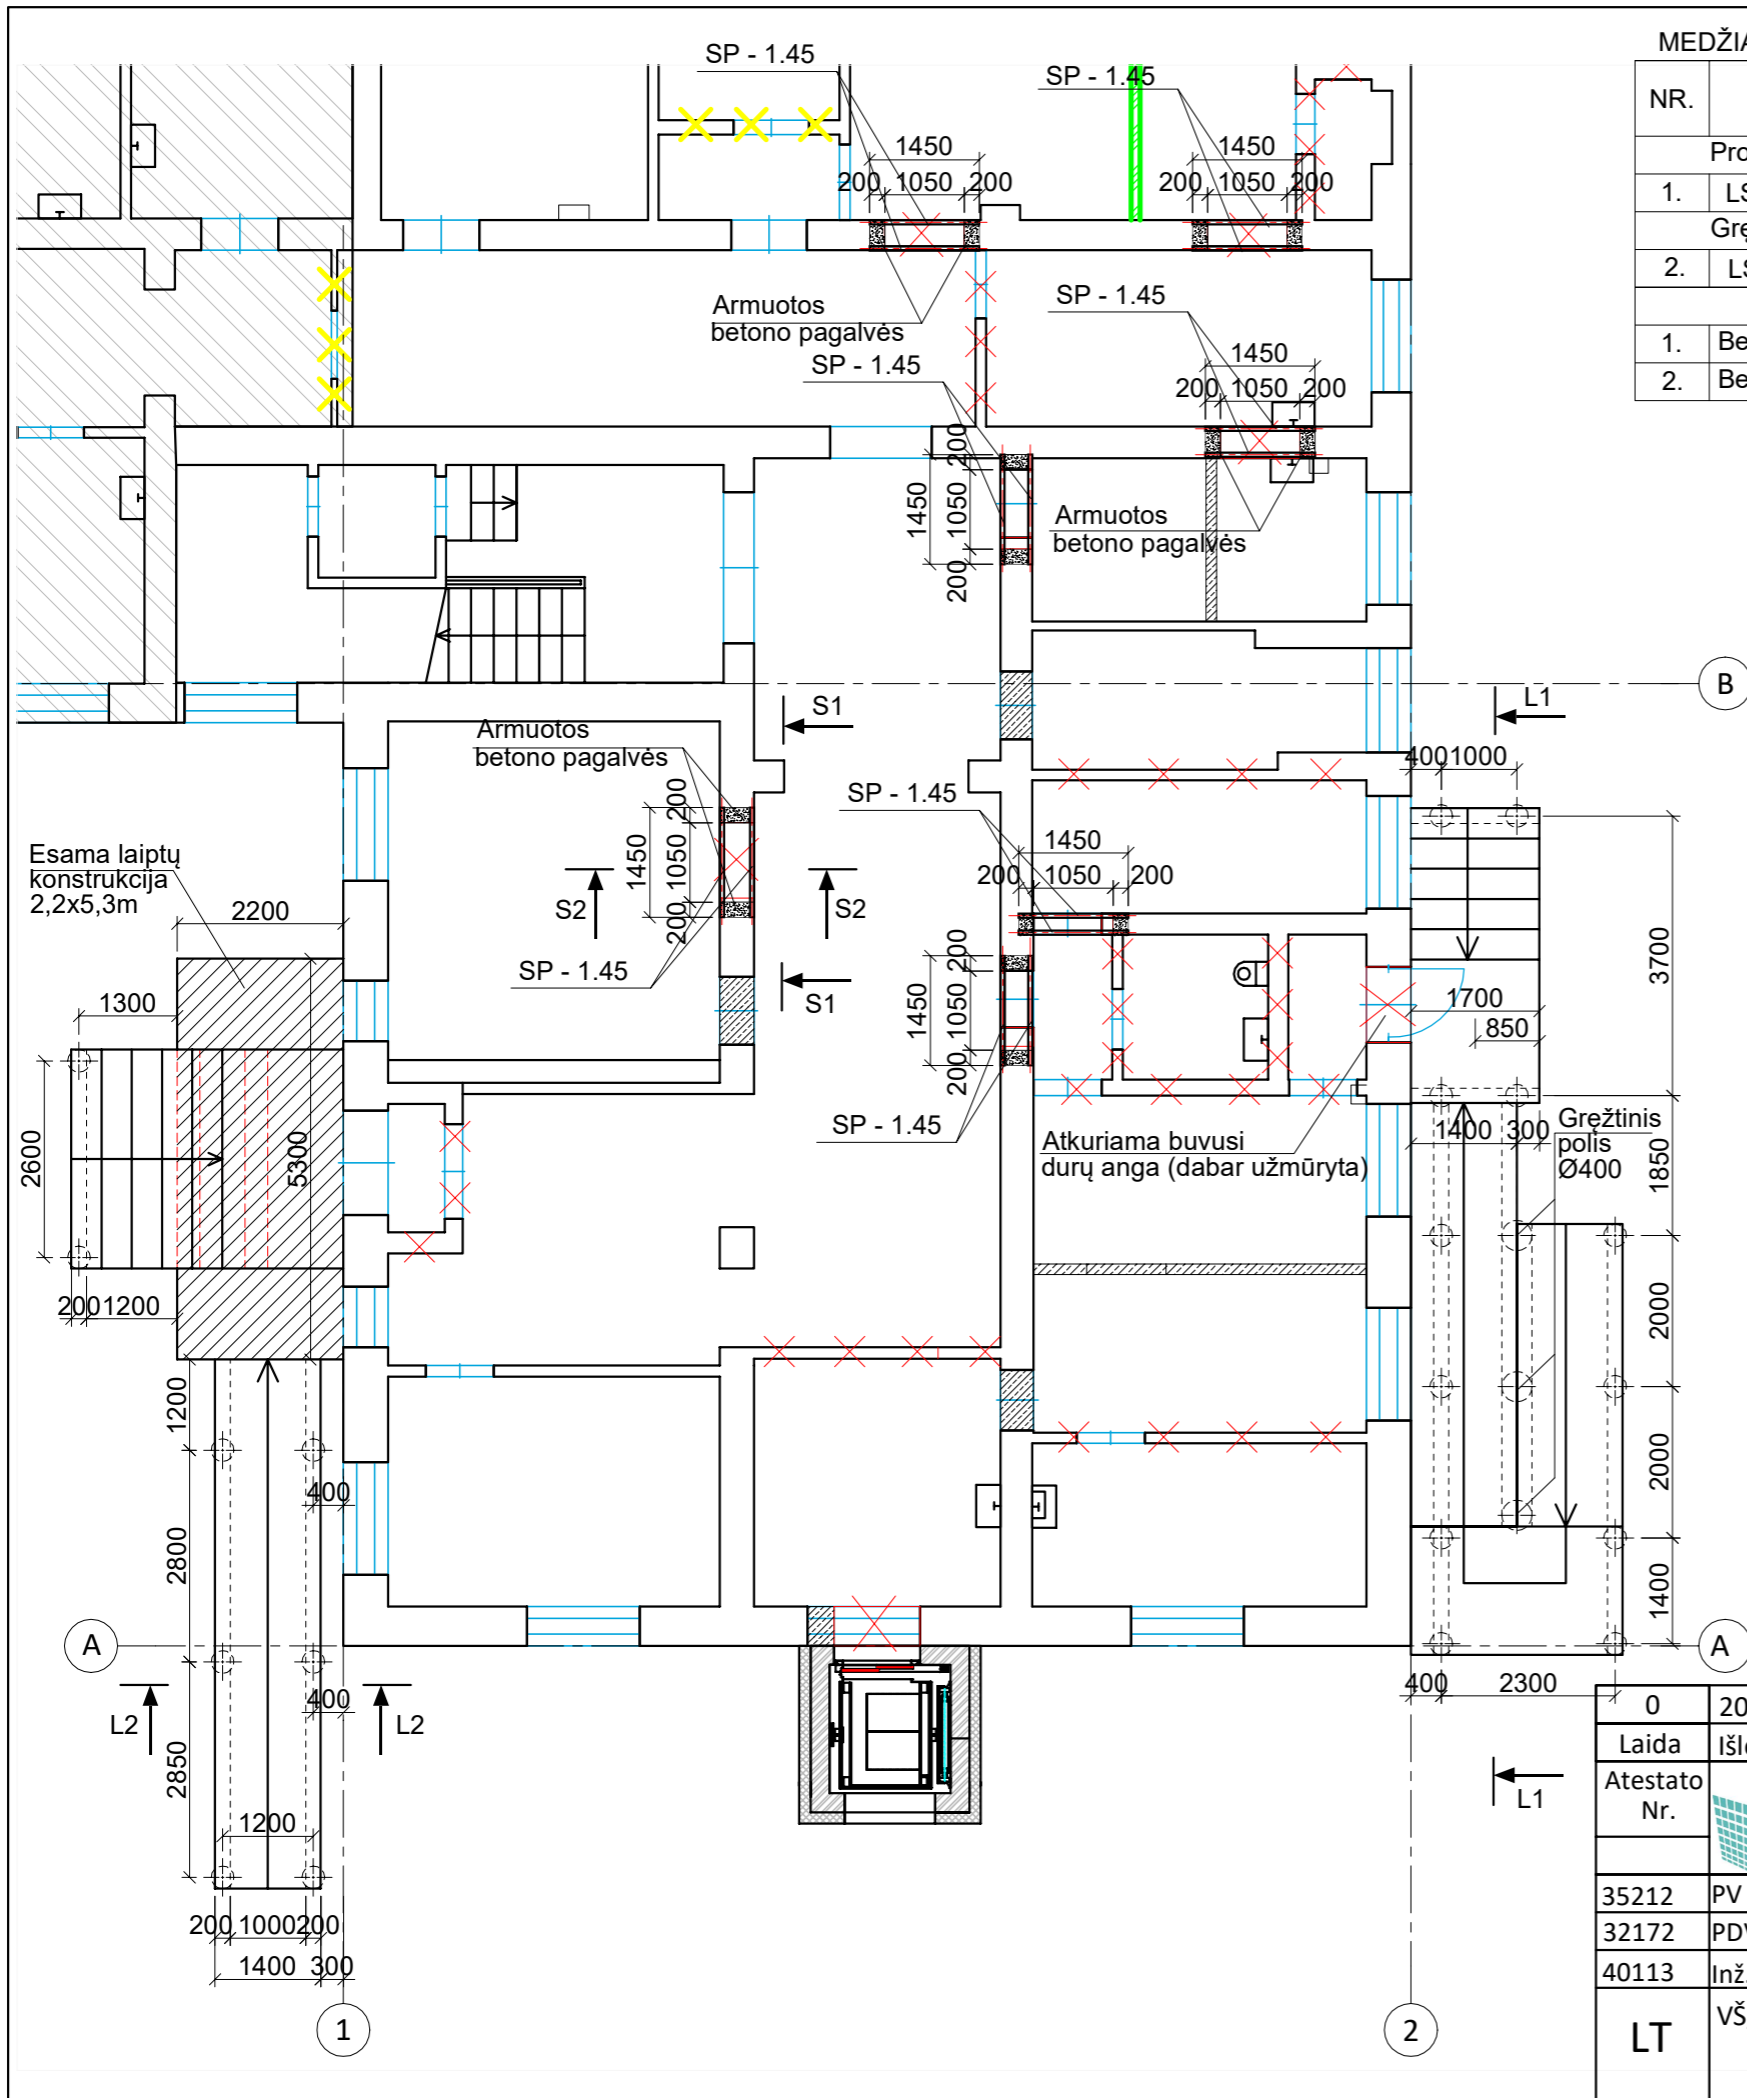 SP - 1.45
SP - 1.45
MEDŽIA
NR.
Pro
1.
LS
Grę
2.
LS
1.
Be
2.
Be
1450
200 1050 200
1450
200 1050 200
Armuotos
betono pagalvės
SP - 1.45
SP - 1.45
1450
200 1050 200
200
1050
1450
200
Armuotos
betono pagalvės
B
S1
L1
Armuotos
betono pagalvės
400 1000
SP - 1.45
200
1050
1450
200
1450
200 1050 200
Esama laiptų
konstrukcija
2,2x5,3m
2200
S2
S2
SP - 1.45
S1
1300
200
1050
1450
200
3700
1700
850
SP - 1.45
Atkuriama buvusi
durų anga (dabar užmūryta)
1400 300
Gręžtinis
polis
Ø400
1850
2600
5300
200 1200
2000
1200
400
2000
2800
1400
A
A
400
400 2300
L2
L2
2850
L1
1200
200 1000 200
1400 300
1
2
0
20
Laida
Išle
Atestato
Nr.
35212
PV
32172
PDV
40113
Inž.
LT
VŠ